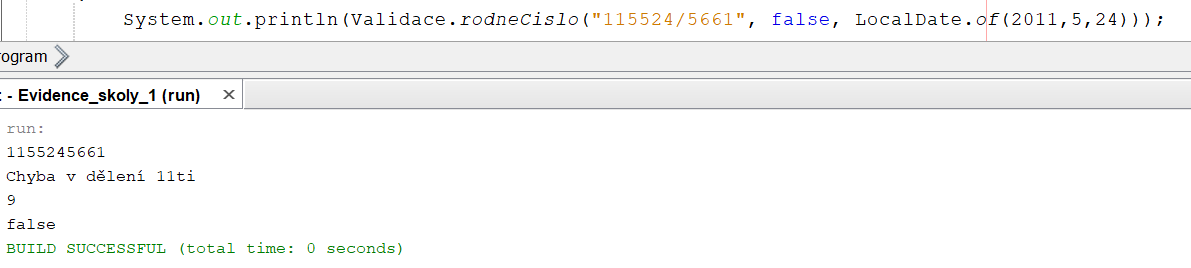 System.out.println(Validace.rodneCislo("115524/5661", false, LocalDate.of(2011,5,24)));
rogram
- Evidence_skoly_1 (run) ×
run:
1155245661
Chyba v dělení 11ti
9
false
BUILD SUCCESSFUL (total time: 0 seconds)